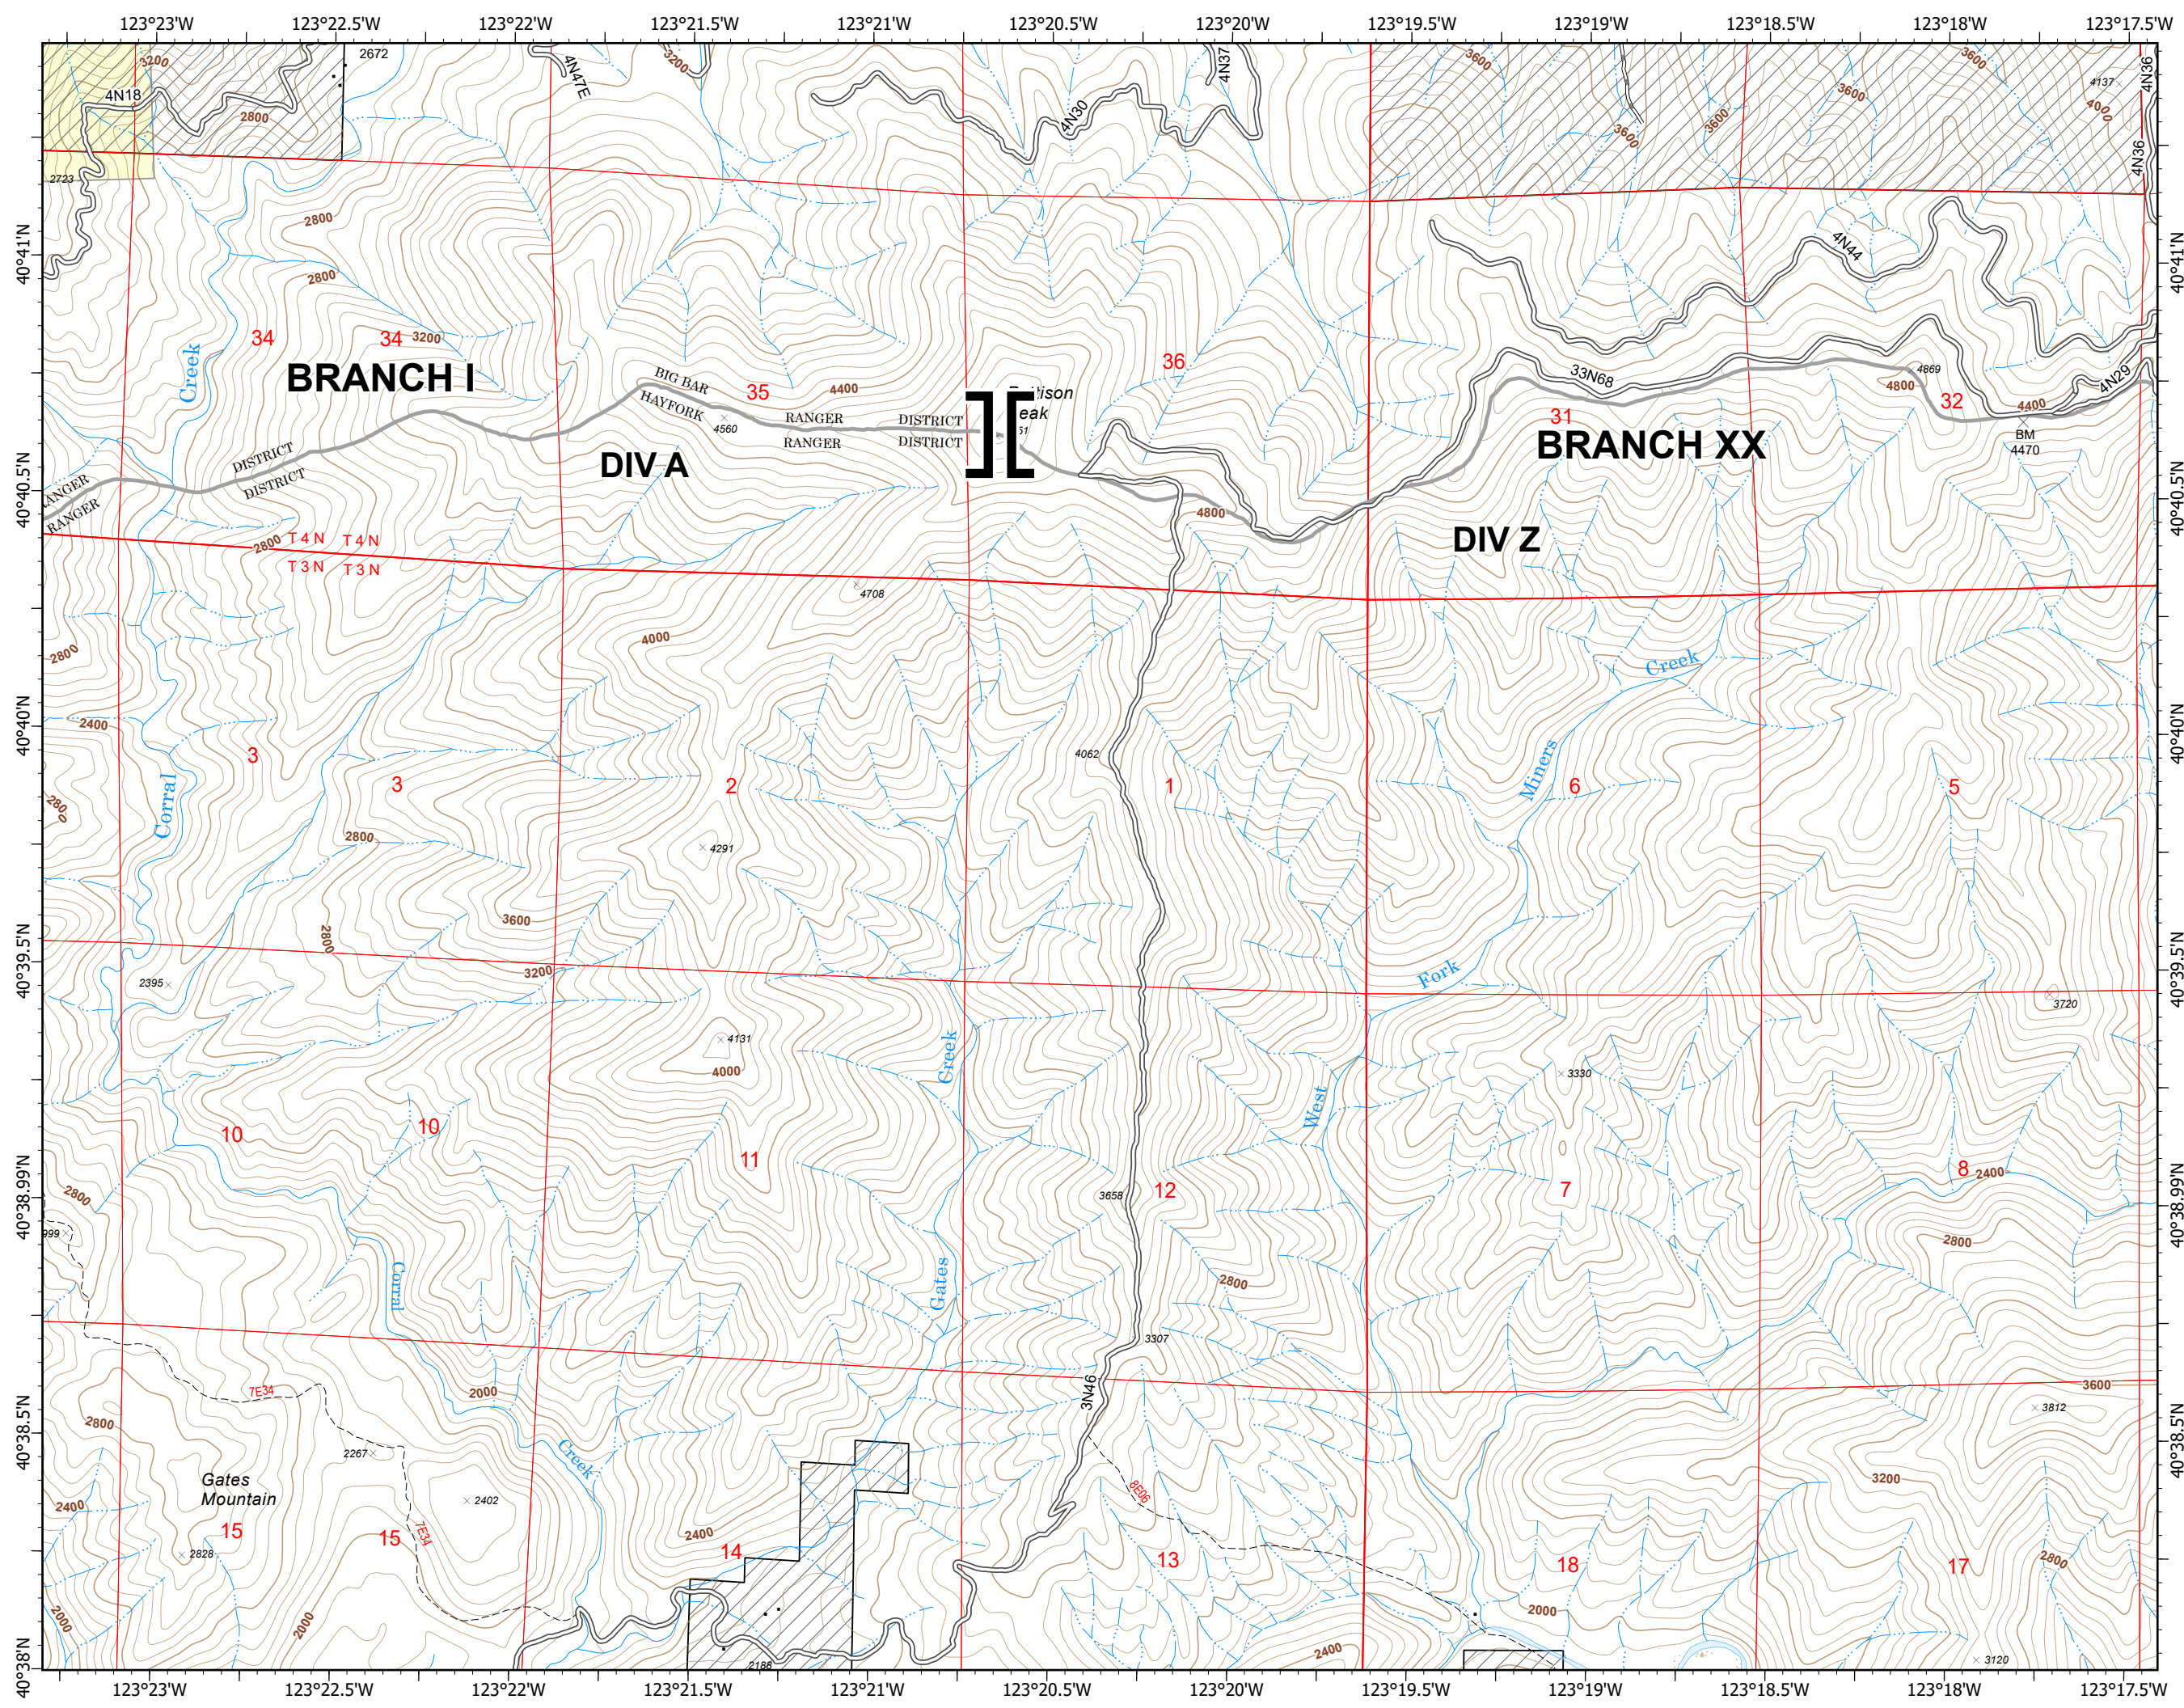 123°23'W 123°22.5'W 123°22'W 123°21.5'W 123°21'W 123°20.5'W 123°20'W 123°19.5'W 123°19'W 123°18.5'W 123°18'W 123°17.5'W
2672
3200
4N18
2800
4N47E
3200
4N30
4N37
3600
3600
3600
3600
3600
4137
4000
4N36
4N36
2723
2800
2800
40°41'N
40°41'N
4N44
34
34
3200
Creek
BRANCH I
BIG BAR
HAYFORK
35
4400
4560
RANGER DISTRICT
RANGER DISTRICT
36
33N68
4869
4800
32
4400
4N29
BM
4470
31
BRANCH XX
DIV A
DISTRICT
DISTRICT
RANGER
40°40.5'N
40°40.5'N
4800
DIV Z
2800
T4N T4N
T3N T3N
4708
4000
2800
Creek
2400
40°40'N
40°40'N
4062
Miners
3
3
2
1
6
5
Corral
2800
4291
3600
2800
3200
40°39.5'N
40°39.5'N
2395
Fork
3720
4131
4000
Creek
3330
West
10
10
11
12
7
8
2400
3658
2800
40°38.99'N
40°38.99'N
2800
Corral
Gates
2800
3307
3N46
2000
7E34
3600
3812
2800
40°38.5'N
40°38.5'N
2267
Creek
Gates
Mountain
2402
8E06
3200
2400
7E34
15
15
2828
2400
14
13
18
17
2800
2000
2000
2000
2400
2188
3120
40°38'N
40°38'N
123°23'W 123°22.5'W 123°22'W 123°21.5'W 123°21'W 123°20.5'W 123°20'W 123°19.5'W 123°19'W 123°18.5'W 123°18'W 123°17.5'W